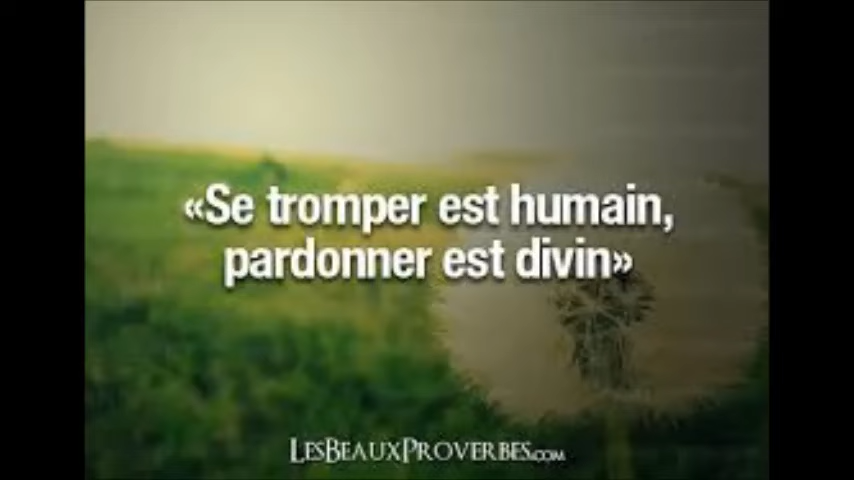 «Se tromper est humain,
pardonner est divin»
LESBEAUXPROVERBES.COM